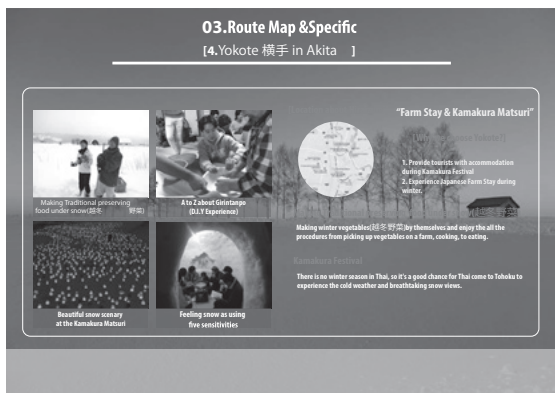 03.Route Map &Specific
[4.Yokote 横手 in Akita ]
“Farm Stay & Kamakura Matsuri”
1. Provide tourists with accommodation
during Kamakura Festival
2. Experience Japanese Farm Stay during
winter.
Making Traditional preserving
food under snow(越冬 野菜)
A to Z about Girintanpo
(D.I.Y Experience)
Making winter vegetables(越冬野菜)by themselves and enjoy the all the
procedures from picking up vegetables on a farm, cooking, to eating.
Kamakura Festival
There is no winter season in Thai, so it's a good chance for Thai come to Tohoku to
experience the cold weather and breathtaking snow views.
Beautiful snow scenary
at the Kamakura Matsuri
Feeling snow as using
five sensitivities